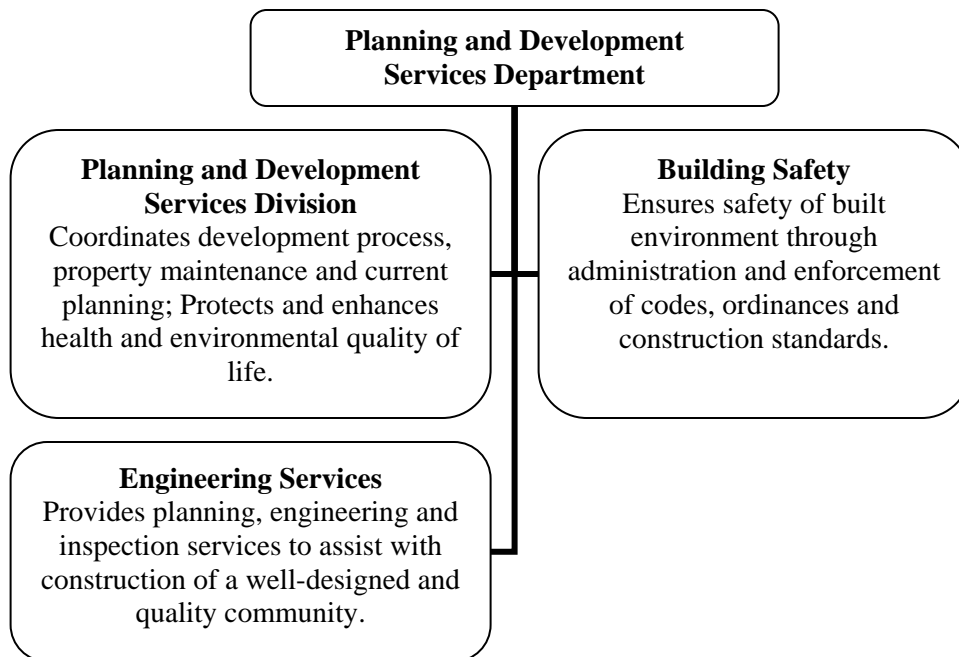 Planning and Development
Services Department
Planning and Development
Services Division
Coordinates development process,
property maintenance and current
planning; Protects and enhances
health and environmental quality of
life.
Building Safety
Ensures safety of built
environment through
administration and enforcement
of codes, ordinances and
construction standards.
Engineering Services
Provides planning, engineering and
inspection services to assist with
construction of a well-designed and
quality community.